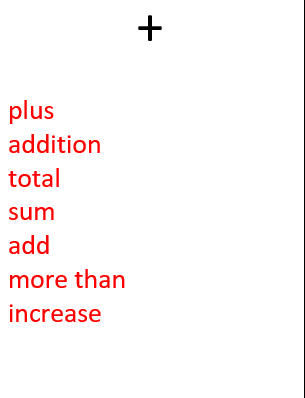 +
plus
addition
total
sum
add
more than
increase